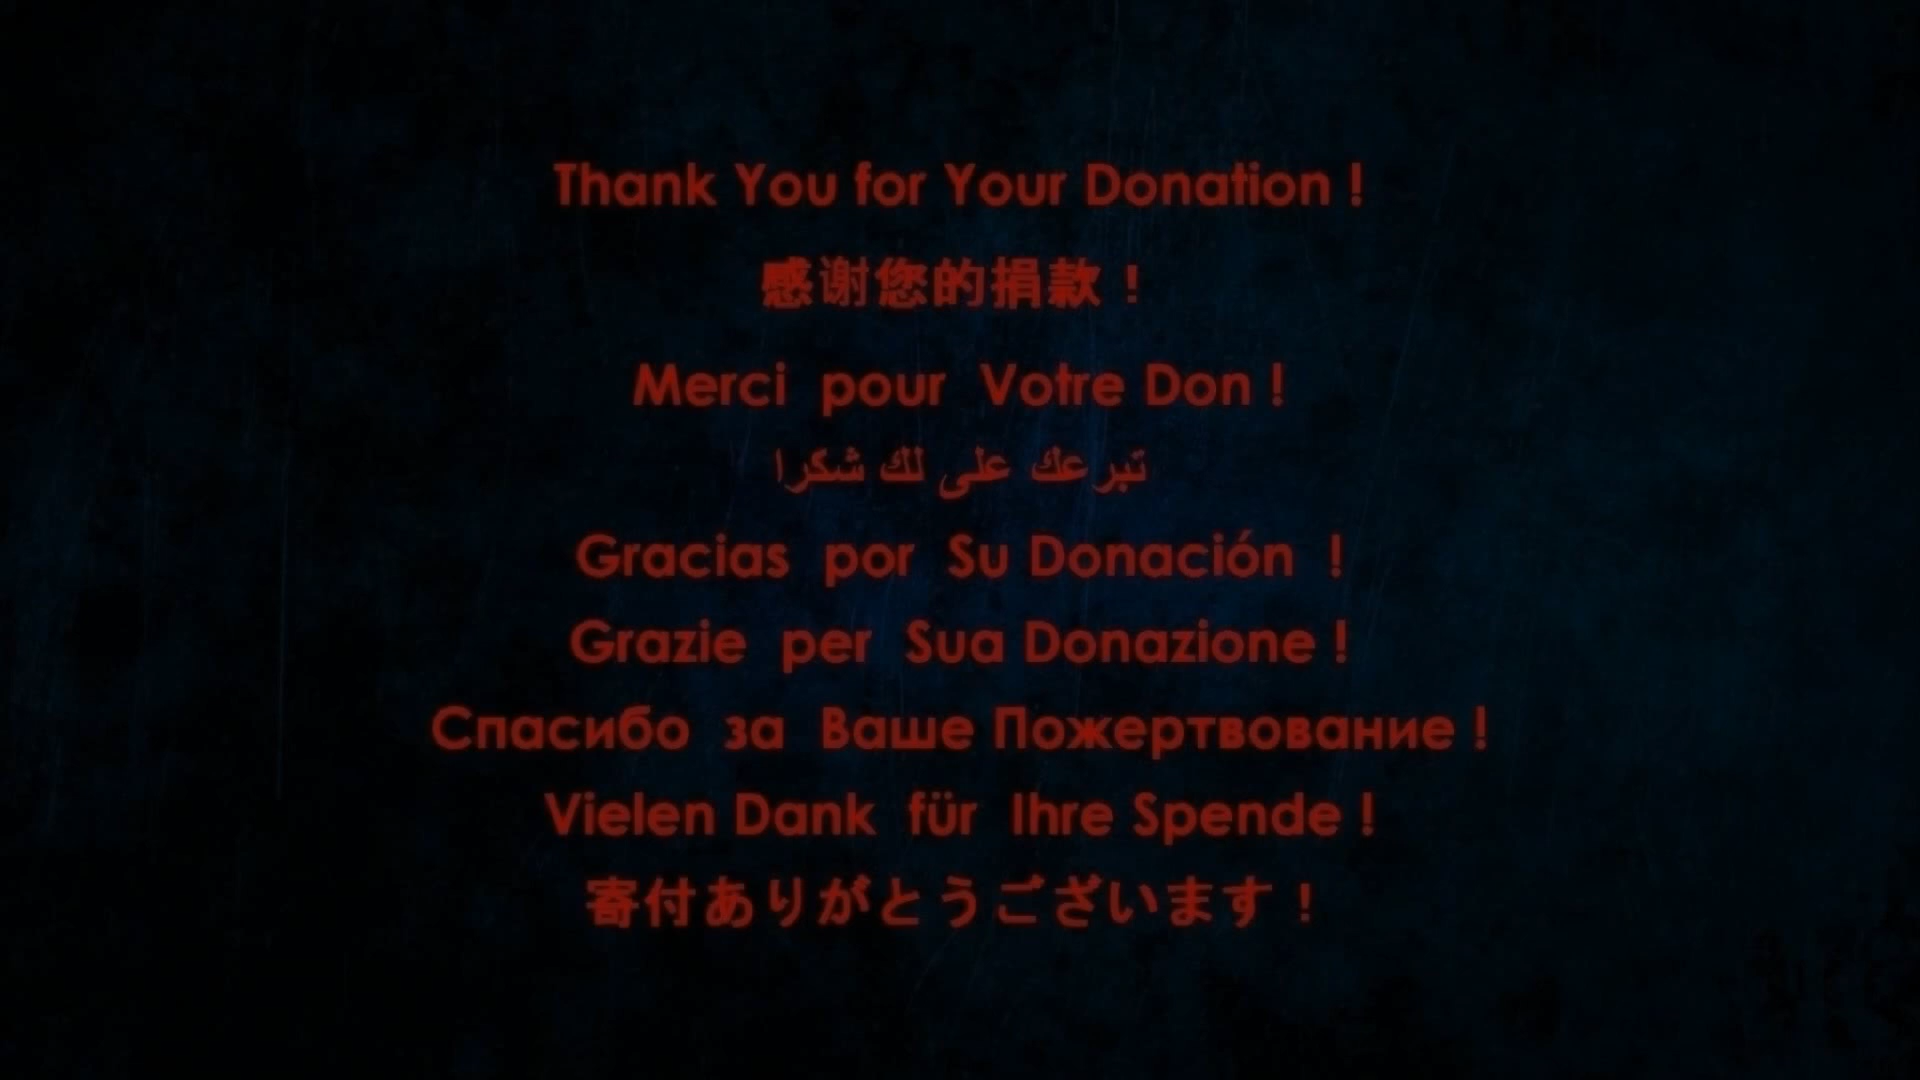 Thank You for Your Donation !
感谢您的捐款！
Merci pour Votre Don !
تبرعك على لك شكرا
Gracias por Su Donación !
Grazie per Sua Donazione !
Спасибо за Ваше Пожертвование !
Vielen Dank für Ihre Spende !
寄付ありがとうございます！